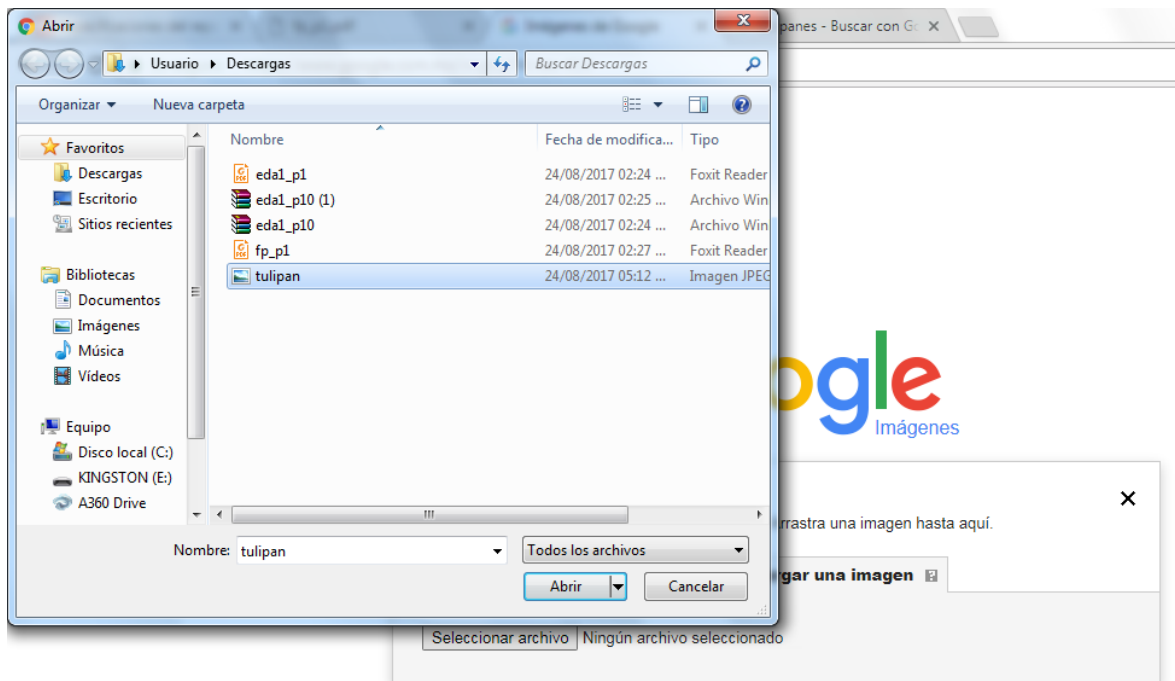 Abrir
panes - Buscar con Go
Usuario Descargas
Buscar Descargas
Organizar Nueva carpeta
Favoritos
Descargas
Escritorio
Sitios recientes
Bibliotecas
Documentos
Imágenes
Música
Vídeos
Equipo
Disco local (C:)
KINGSTON (E:)
A360 Drive
Nombre Fecha de modifica... Tipo
eda1_p1 24/08/2017 02:24 ... Foxit Reader
eda1_p10 (1) 24/08/2017 02:25 ... Archivo Win
eda1_p10 24/08/2017 02:24 ... Archivo Win
fp_p1 24/08/2017 02:27 ... Foxit Reader
tulipan 24/08/2017 05:12 ... Imagen JPEG
Nombre: tulipan Todos los archivos
Abrir Cancelar
ogle
Imágenes
rrastra una imagen hasta aquí.
gar una imagen
Seleccionar archivo Ningún archivo seleccionado